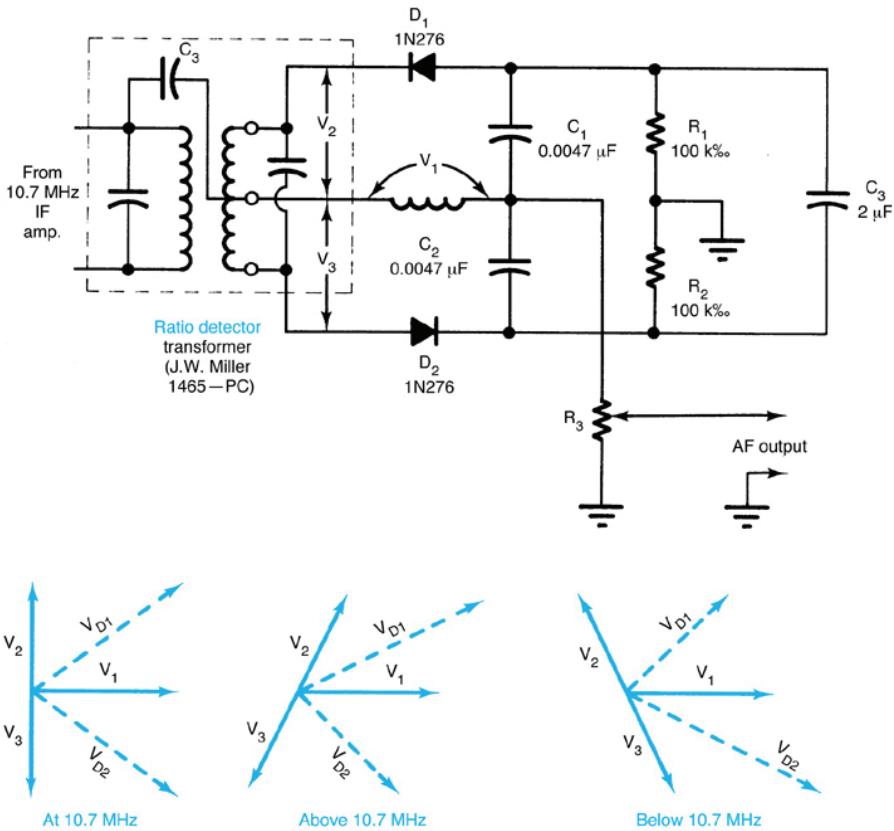 D1
1N276
C3
V2
C1
0.0047 μF
R1
100 k‰
V1
From
10.7 MHz
IF
amp.
C3
2 μF
C2
0.0047 μF
V3
R2
100 k‰
Ratio detector
transformer
(J.W. Miller
1465—PC)
D2
1N276
R3
AF output
V2
VD1
V1
V3
VD2
At 10.7 MHz
V2
VD1
V1
V3
VD2
Above 10.7 MHz
V2
VD1
V1
V3
VD2
Below 10.7 MHz